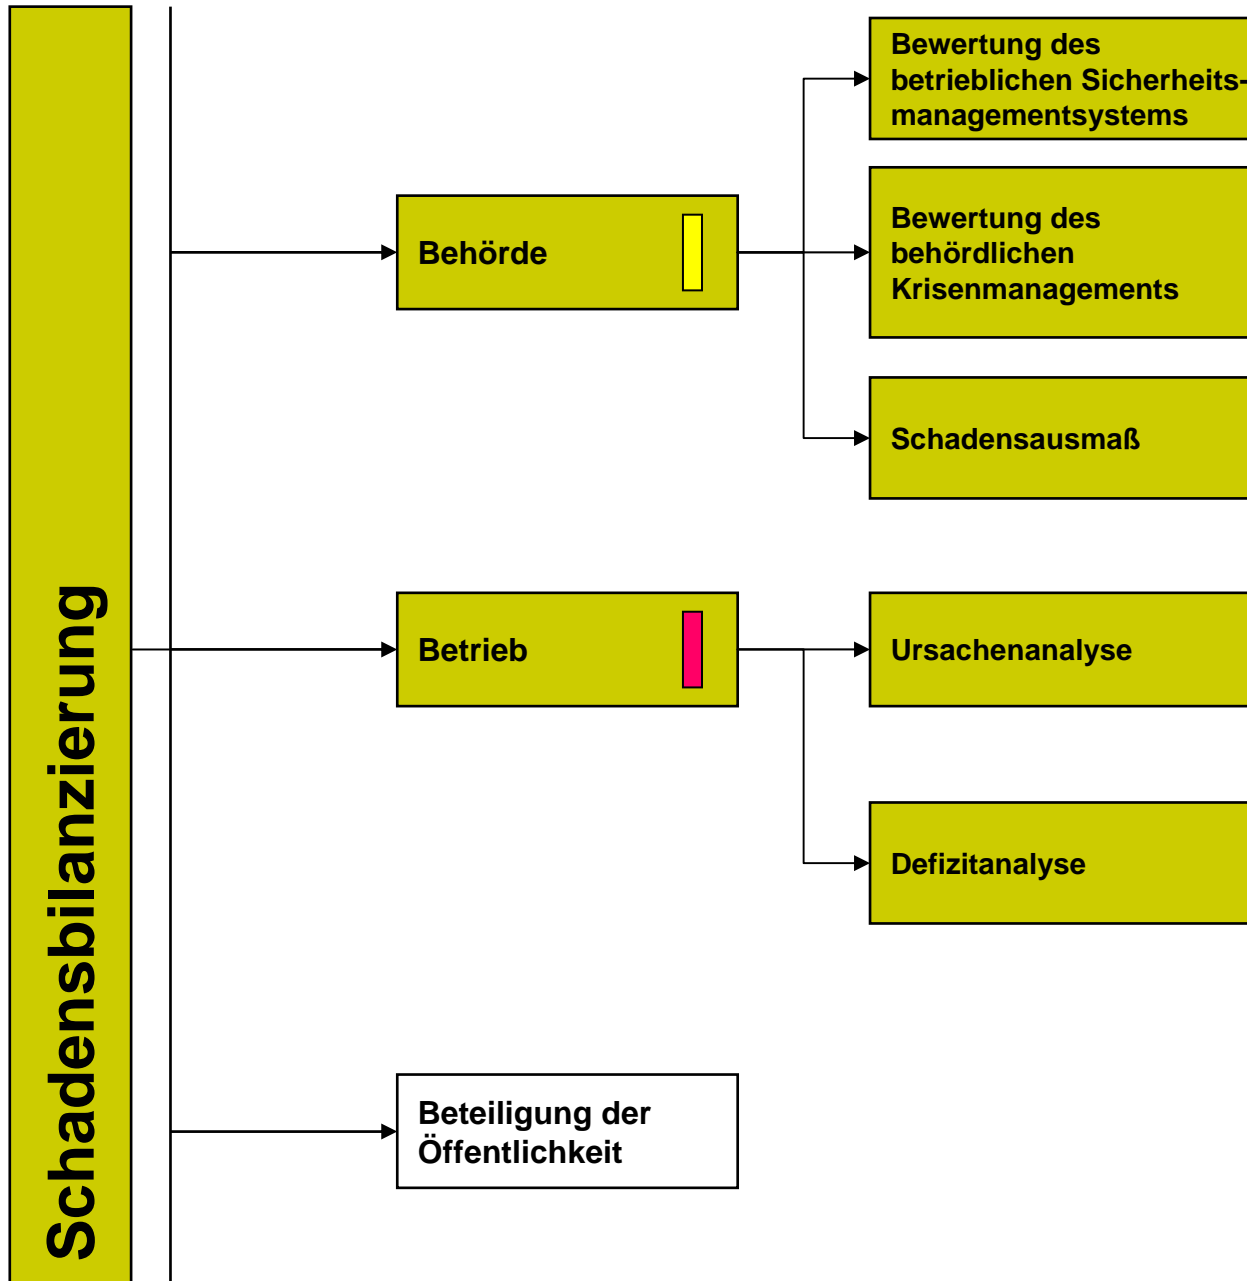 Schadensbilanzierung
Behörde
Bewertung des
betrieblichen Sicherheits-
managementsystems
Bewertung des
behördlichen
Krisenmanagements
Schadensausmaß
Betrieb
Ursachenanalyse
Defizitanalyse
Beteiligung der
Öffentlichkeit